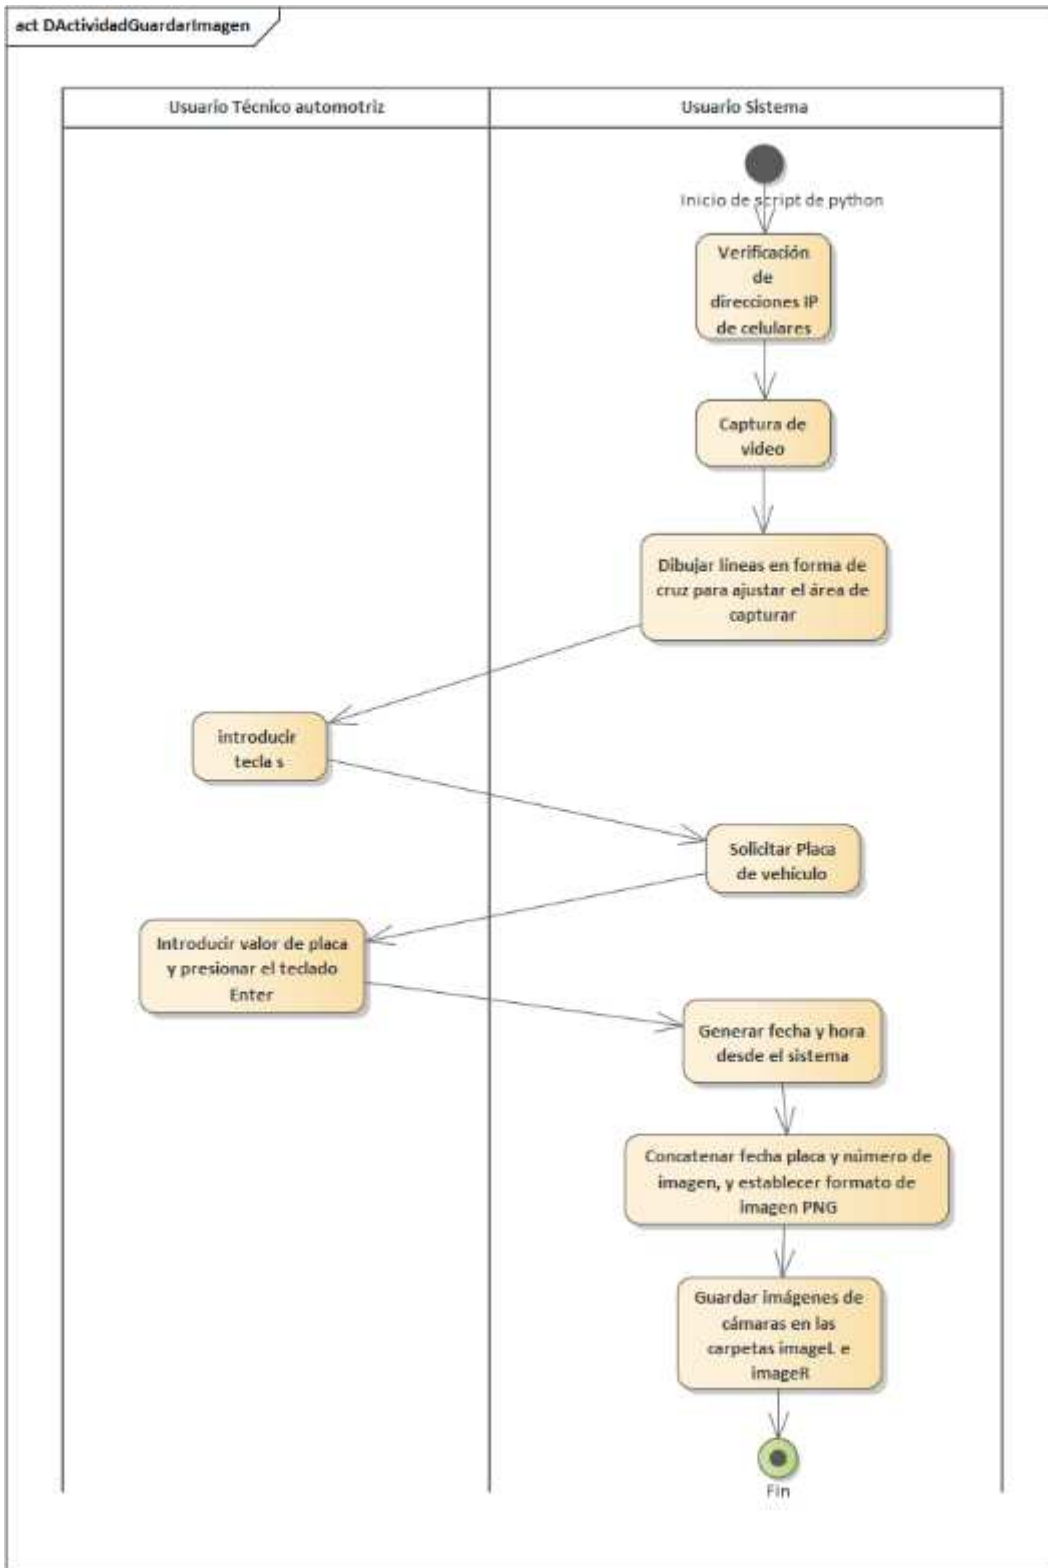 act DActividadGuardarImagen
Usuario Técnico automotriz
Usuario Sistema
Inicio de script de python
Verificación
de
direcciones IP
de celulares
Captura de
video
Dibujar lineas en forma de
cruz para ajustar el área de
capturar
introducir
tecla s
Solicitar Placa
de vehículo
Introducir valor de placa
y presionar el teclado
Enter
Generar fecha y hora
desde el sistema
Concatenar fecha placa y número de
imagen, y establecer formato de
imagen PNG
Guardar imágenes de
cámaras en las
carpetas imageL e
imageR
Fin